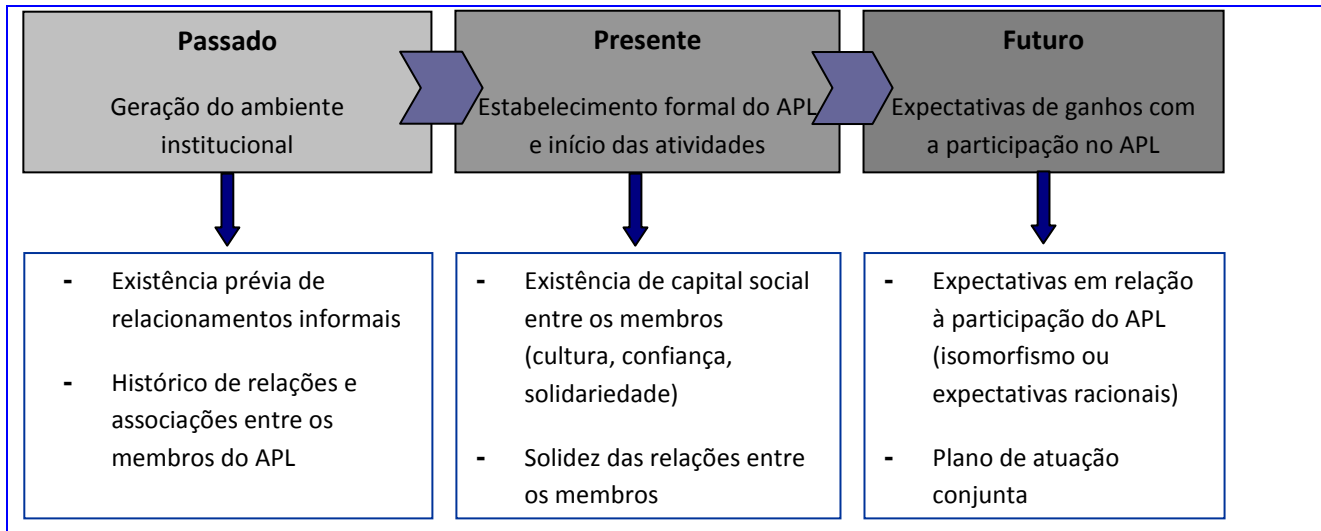 Passado
Geração do ambiente
institucional
Presente
Estabelecimento formal do APL
e início das atividades
Futuro
Expectativas de ganhos com
a participação no APL
- Existência prévia de
relacionamentos informais
- Histórico de relações e
associações entre os
membros do APL
- Existência de capital social
entre os membros
(cultura, confiança,
solidariedade)
- Solidez das relações entre
os membros
- Expectativas em relação
à participação do APL
(isomorfismo ou
expectativas racionais)
- Plano de atuação
conjunta